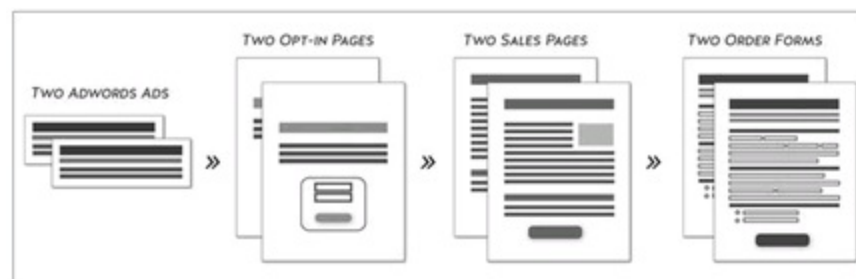 Two Adwords Ads
Two Opt-in Pages
Two Sales Pages
Two Order Forms